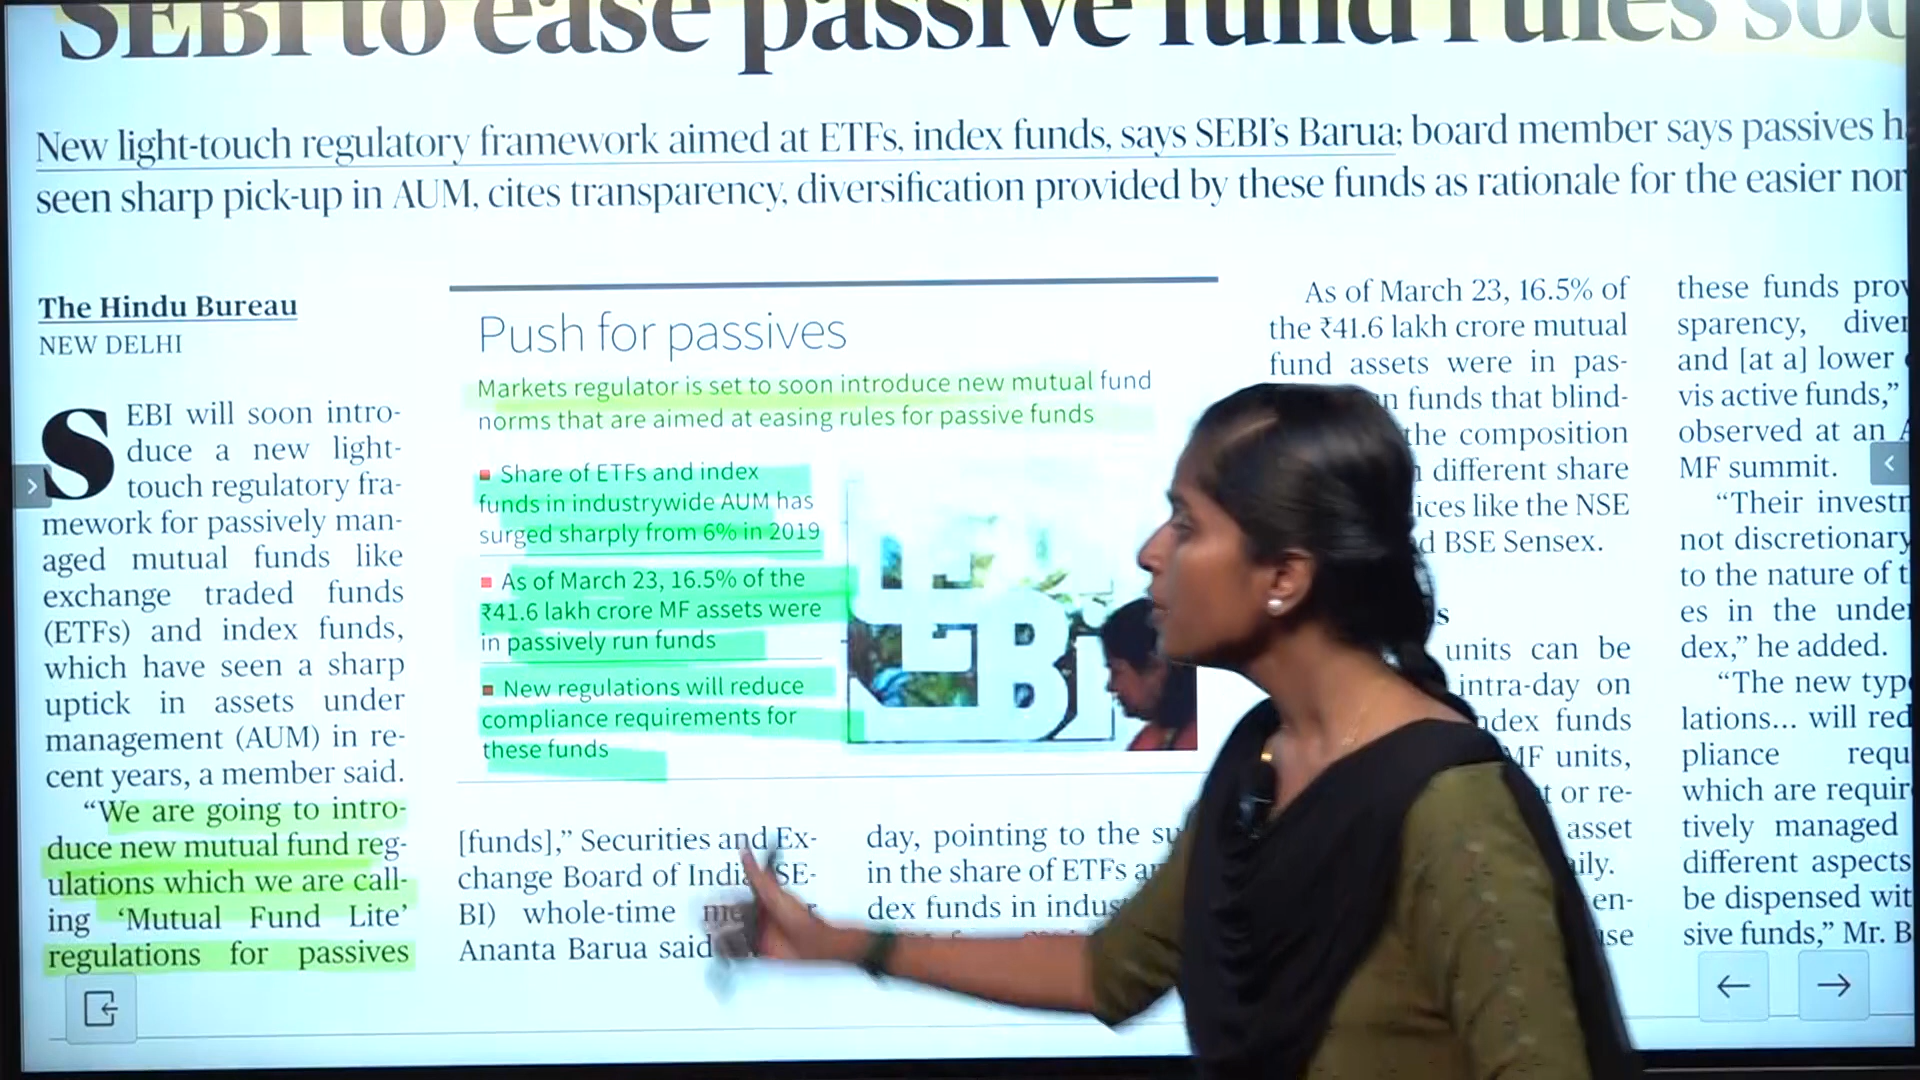 SEBI to ease passive fund rules
New light-touch regulatory framework aimed at ETFs, index funds, says SEBI's Barua; board member says passives
seen sharp pick-up in AUM, cites transparency, diversification provided by these funds as rationale for the easier
The Hindu Bureau
NEW DELHI
SEBI will soon intro-
duce a new light-
touch regulatory fra-
mework for passively man-
aged mutual funds like
exchange traded funds
(ETFs) and index funds,
which have seen a sharp
uptick in assets under
management (AUM) in re-
cent years, a member said.
“We are going to intro-
duce new mutual fund reg-
ulations which we are call-
ing ‘Mutual Fund Lite’
regulations for passives
Push for passives
Markets regulator is set to soon introduce new mutual fund
norms that are aimed at easing rules for passive funds
Share of ETFs and index
funds in industrywide AUM has
surged sharply from 6% in 2019
As of March 23, 16.5% of the
₹41.6 lakh crore MF assets were
in passively run funds
New regulations will reduce
compliance requirements for
these funds
SEBI
[funds],” Securities and Ex-
change Board of India (SE-
BI) whole-time
Ananta Barua said
day, pointing to the
in the share of ETFs
dex funds in
As of March 23, 16.5% of
the ₹41.6 lakh crore mutual
fund assets were in pas-
funds that blind-
the composition
different share
like the NSE
BSE Sensex.
units can be
intra-day on
index funds
MF units,
or re-
asset
these funds
sparency,
and [at a] lower
vis active funds,”
observed at an
MF summit.
“Their
not discretionary
to the nature of
es in the
dex,” he added.
“The new
lations... will
pliance
which are
tively managed
different aspects
be dispensed
sive funds,” Mr.